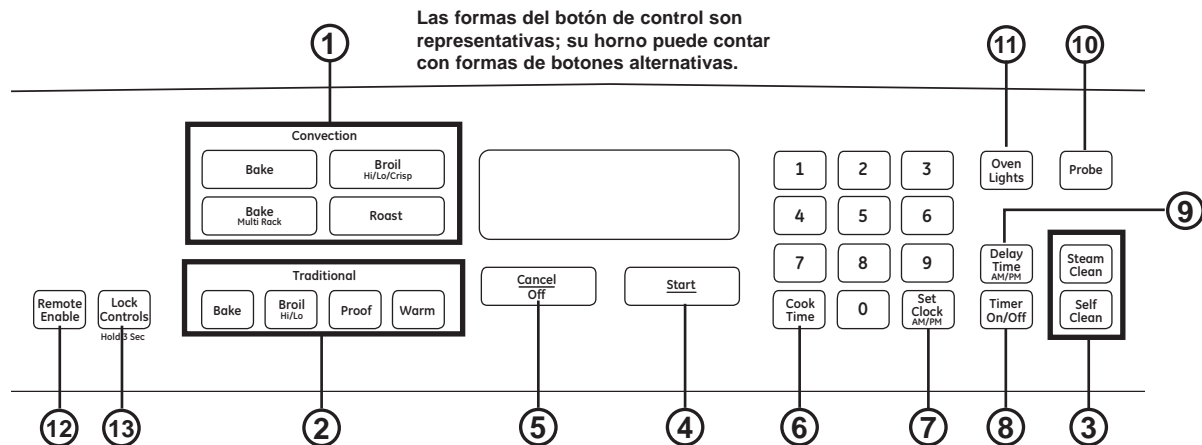 Las formas del botón de control son
representativas; su horno puede contar
con formas de botones alternativas.
1
11
10
Convection
Bake
Broil
Hi/Lo/Crisp
Bake
Multi Rack
Roast
1
2
3
4
5
6
7
8
9
0
Oven
Lights
Probe
9
Traditional
Bake
Broil
Hi/Lo
Proof
Warm
Cancel
Off
Start
Delay
Time
AM/PM
Steam
Clean
Remote
Enable
Lock
Controls
Hold 3 Sec
Cook
Time
Set
Clock
AM/PM
Timer
On/Off
Self
Clean
12
13
2
5
4
6
7
8
3